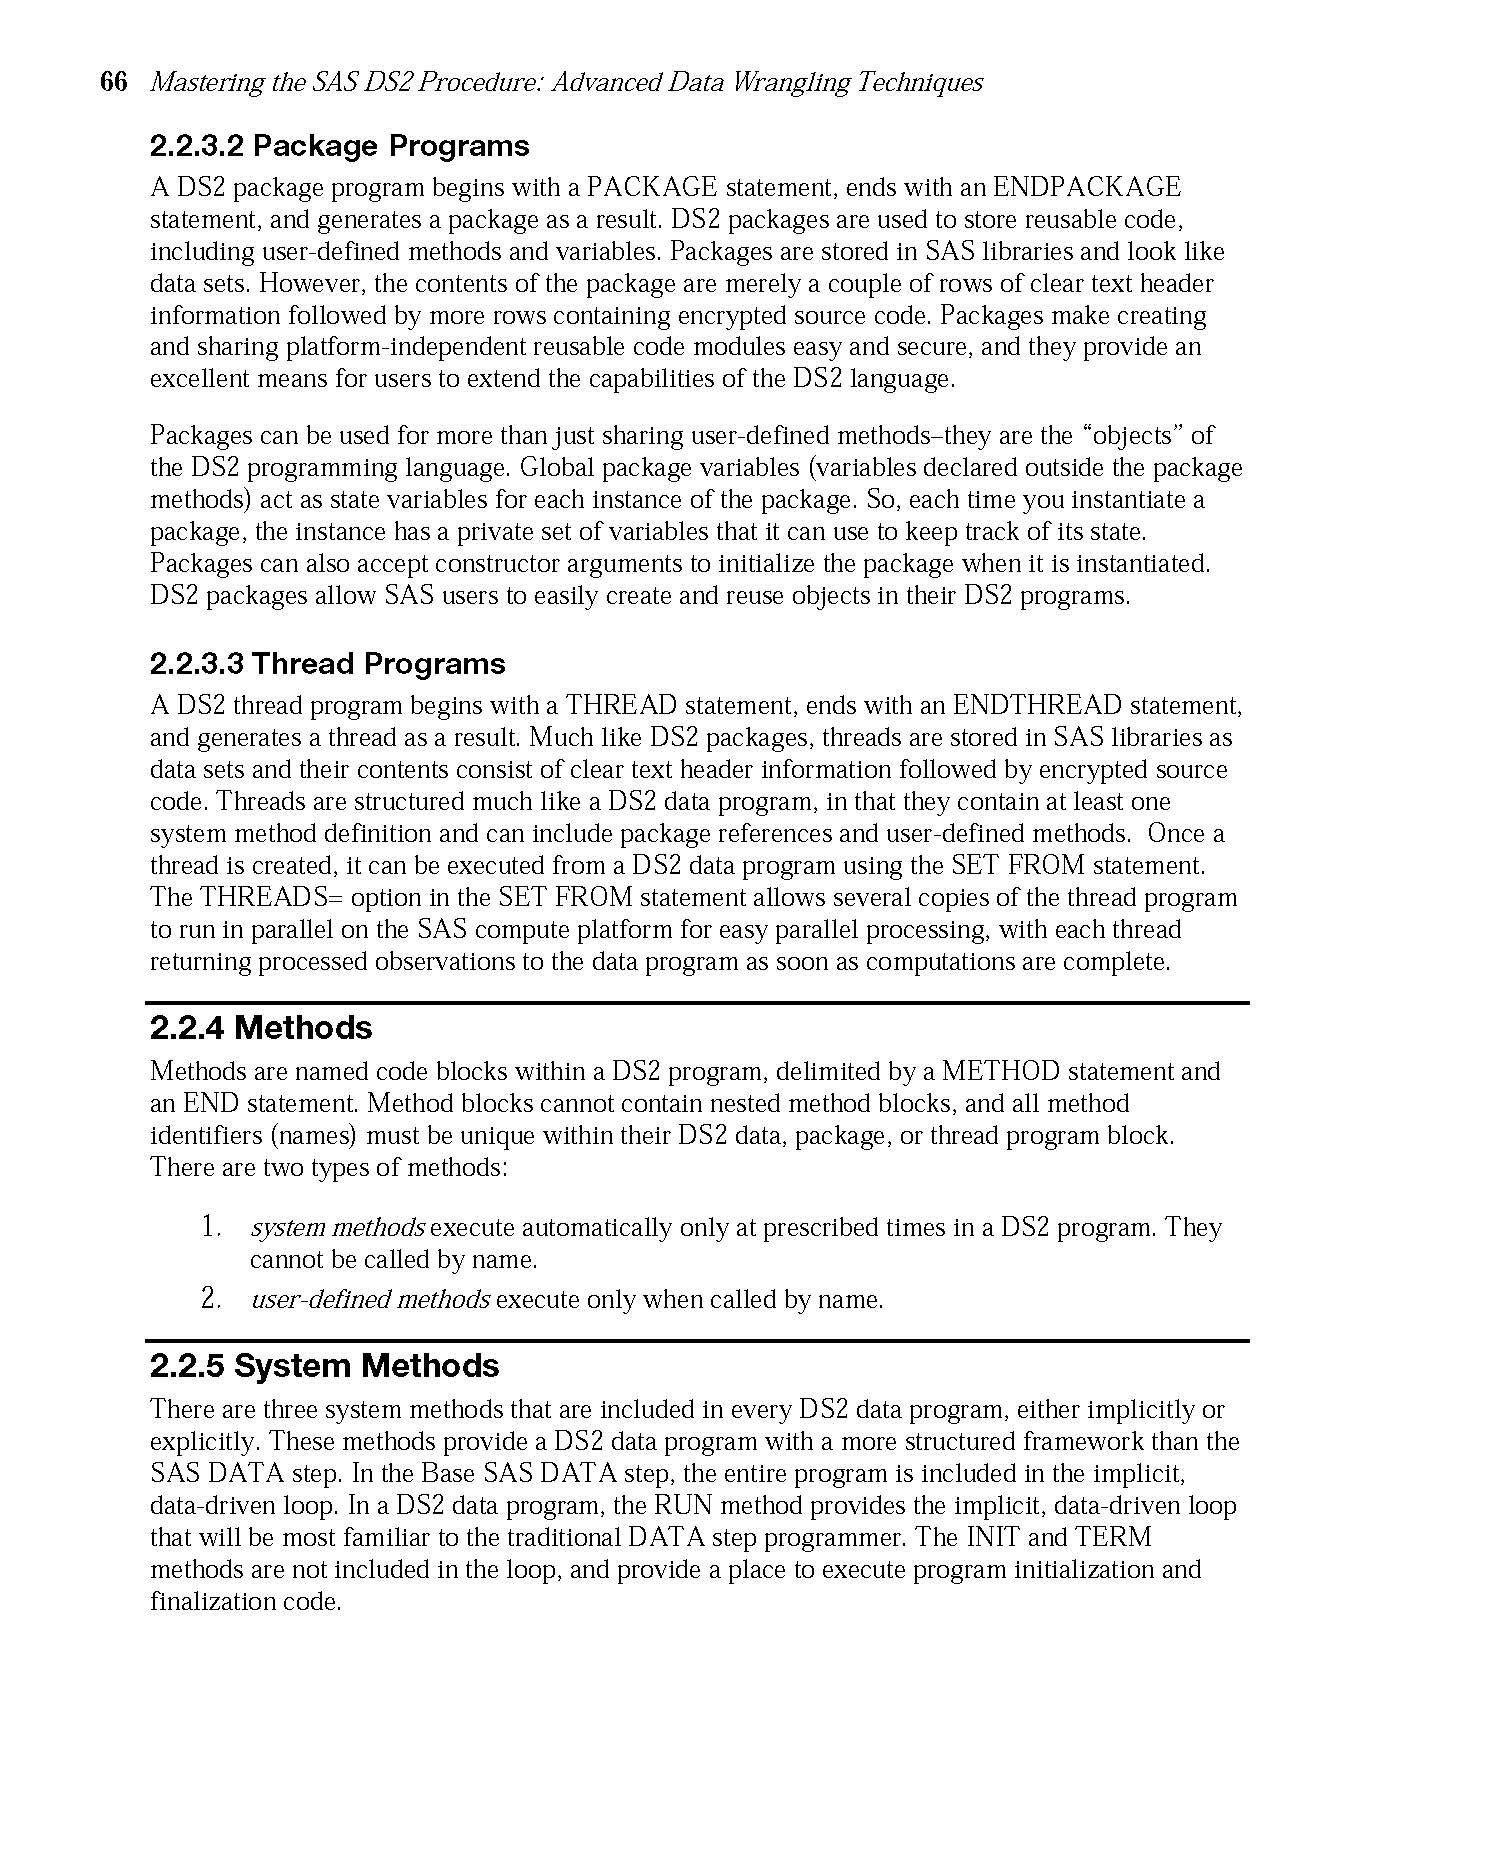 66 Mastering the SAS DS2 Procedure: Advanced Data Wrangling Techniques
2.2.3.2 Package Programs
A DS2 package program begins with a PACKAGE statement, ends with an ENDPACKAGE
statement, and generates a package as a result. DS2 packages are used to store reusable code,
including user-defined methods and variables. Packages are stored in SAS libraries and look like
data sets. However, the contents of the package are merely a couple of rows of clear text header
information followed by more rows containing encrypted source code. Packages make creating
and sharing platform-independent reusable code modules easy and secure, and they provide an
excellent means for users to extend the capabilities of the DS2 language.
Packages can be used for more than just sharing user-defined methods–they are the “objects” of
the DS2 programming language. Global package variables (variables declared outside the package
methods) act as state variables for each instance of the package. So, each time you instantiate a
package, the instance has a private set of variables that it can use to keep track of its state.
Packages can also accept constructor arguments to initialize the package when it is instantiated.
DS2 packages allow SAS users to easily create and reuse objects in their DS2 programs.
2.2.3.3 Thread Programs
A DS2 thread program begins with a THREAD statement, ends with an ENDTHREAD statement,
and generates a thread as a result. Much like DS2 packages, threads are stored in SAS libraries as
data sets and their contents consist of clear text header information followed by encrypted source
code. Threads are structured much like a DS2 data program, in that they contain at least one
system method definition and can include package references and user-defined methods. Once a
thread is created, it can be executed from a DS2 data program using the SET FROM statement.
The THREADS= option in the SET FROM statement allows several copies of the thread program
to run in parallel on the SAS compute platform for easy parallel processing, with each thread
returning processed observations to the data program as soon as computations are complete.
2.2.4 Methods
Methods are named code blocks within a DS2 program, delimited by a METHOD statement and
an END statement. Method blocks cannot contain nested method blocks, and all method
identifiers (names) must be unique within their DS2 data, package, or thread program block.
There are two types of methods:
1. system methods execute automatically only at prescribed times in a DS2 program. They
cannot be called by name.
2. user-defined methods execute only when called by name.
2.2.5 System Methods
There are three system methods that are included in every DS2 data program, either implicitly or
explicitly. These methods provide a DS2 data program with a more structured framework than the
SAS DATA step. In the Base SAS DATA step, the entire program is included in the implicit,
data-driven loop. In a DS2 data program, the RUN method provides the implicit, data-driven loop
that will be most familiar to the traditional DATA step programmer. The INIT and TERM
methods are not included in the loop, and provide a place to execute program initialization and
finalization code.